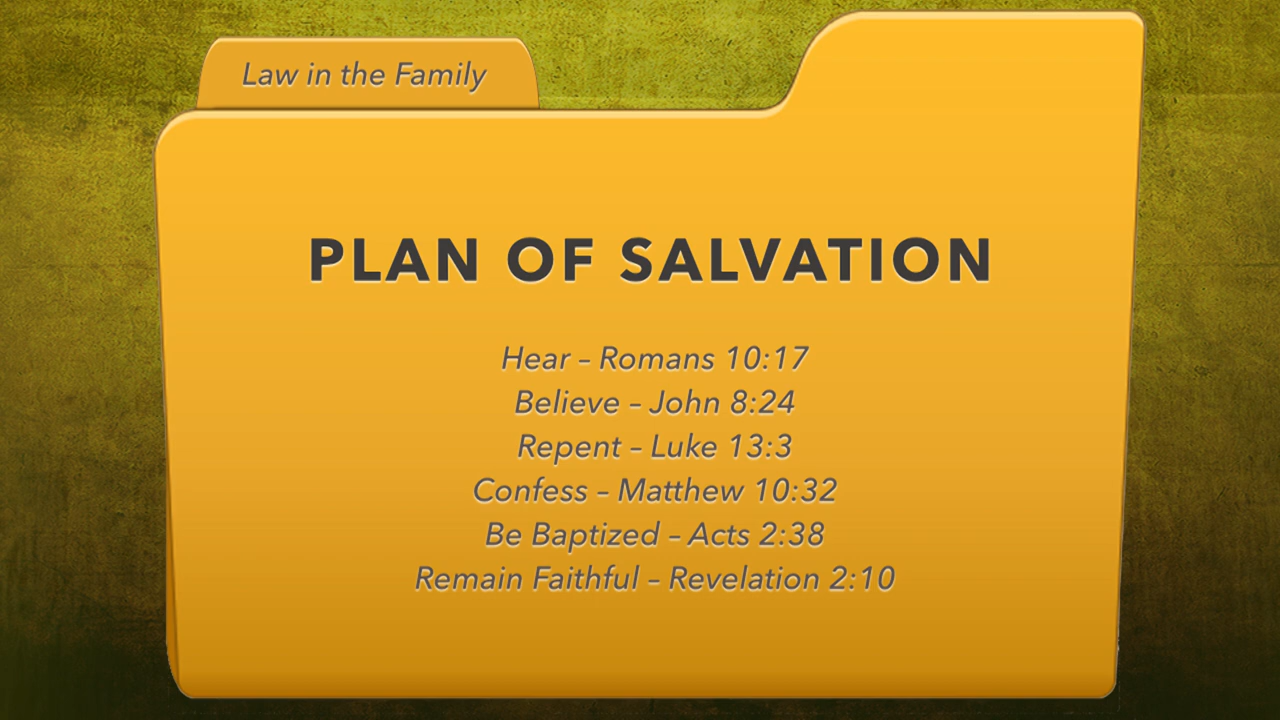 Law in the Family
PLAN OF SALVATION
Hear – Romans 10:17
Believe – John 8:24
Repent – Luke 13:3
Confess – Matthew 10:32
Be Baptized – Acts 2:38
Remain Faithful – Revelation 2:10